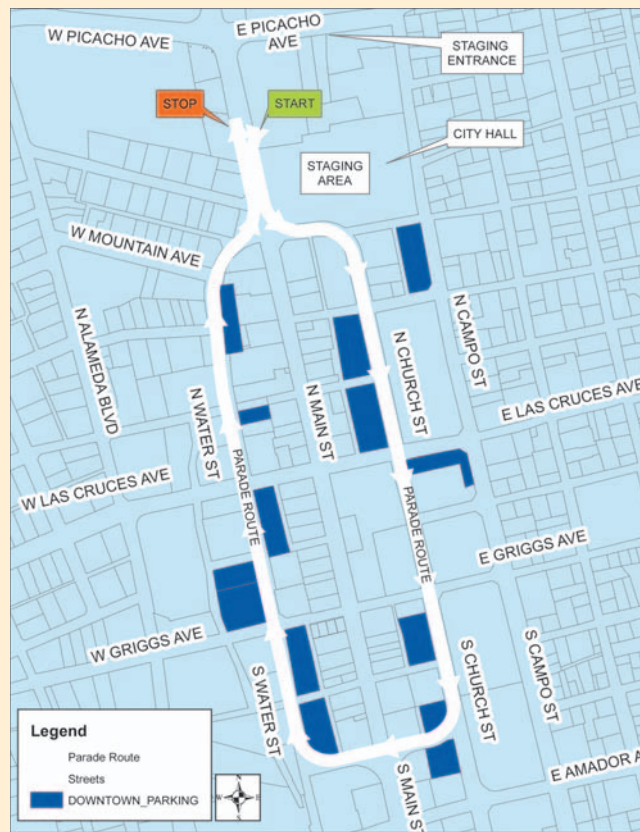 W PICACHO AVE
E PICACHO
AVE
STAGING
ENTRANCE
STOP
START
CITY HALL
STAGING
AREA
W MOUNTAIN AVE
N ALAMEDA BLVD
N CAMPO ST
N CHURCH ST
N MAIN ST
N WATER ST
E LAS CRUCES AVE
W LAS CRUCES AVE
PARADE ROUTE
PARADE ROUTE
E GRIGGS AVE
W GRIGGS AVE
S WATER ST
S CHURCH ST
S CAMPO ST
S MAIN ST
E AMADOR A
Legend
Parade Route
Streets
DOWNTOWN_PARKING
N
W
E
S